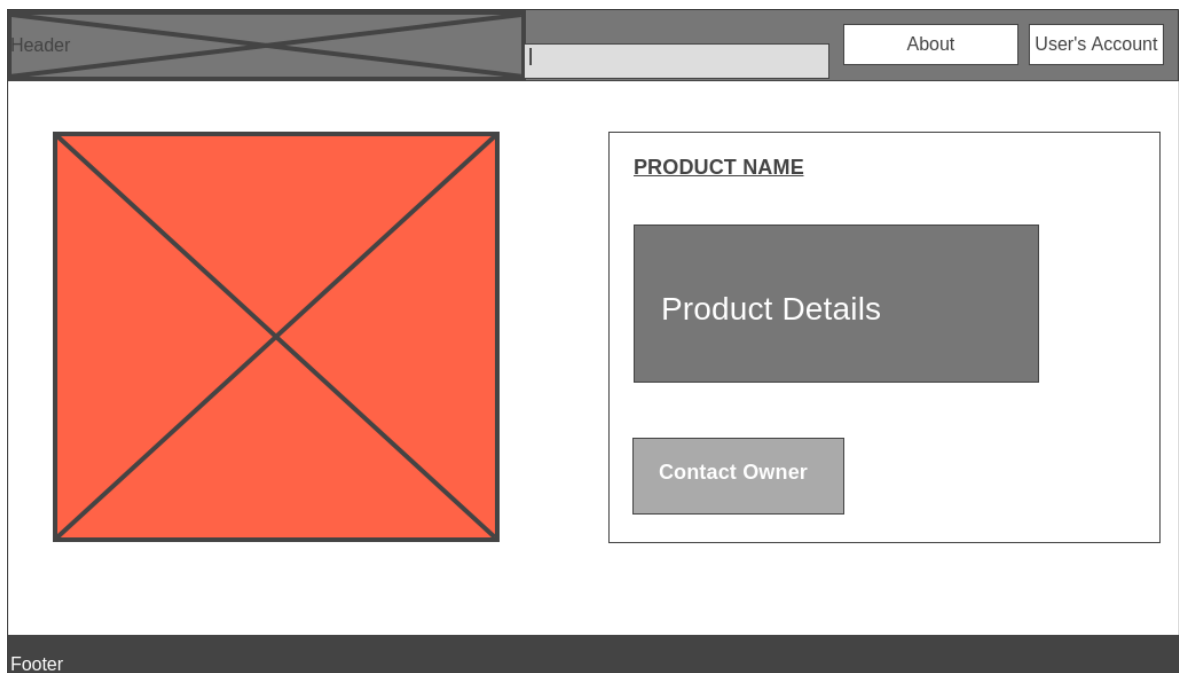 Header
About
User's Account
PRODUCT NAME
Product Details
Contact Owner
Footer